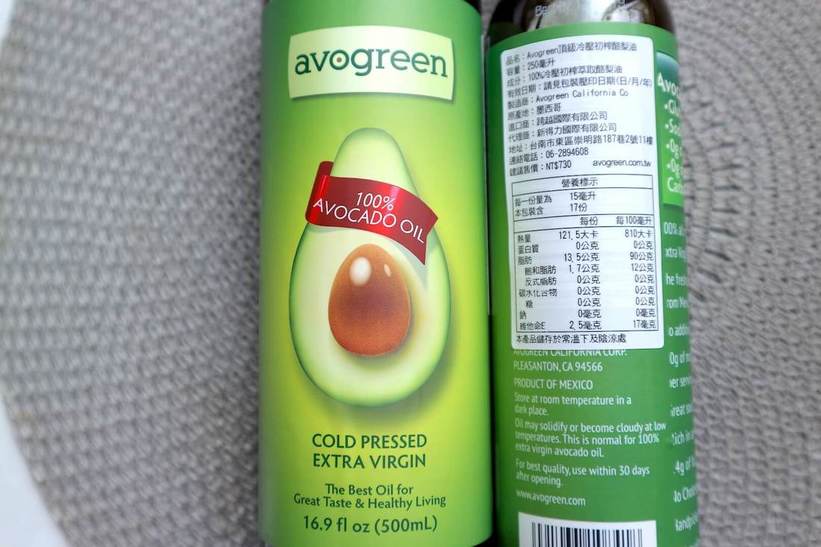 avogreen
100%
AVOCADO OIL
COLD PRESSED
EXTRA VIRGIN
The Best Oil for
Great Taste & Healthy Living
16.9 fl oz (500mL)
品名：Avogreen頂級冷壓初榨酪梨油
容量：250毫升
成分：100%冷壓初榨萃取酪梨油
有效日期：請見包裝壓印日期(日/月/年)
製造商：Avogreen California Co
原產地：墨西哥
進口商：跨越國際有限公司
代理商：新得力國際有限公司
地址：台南市東區崇明路187巷2號11樓
連絡電話：06-2894608
建議售價：NT$730 avogreen.com.tw
營養標示
每一份量為 15毫升
本包裝含 17份
每份 每100毫升
熱量 121.5大卡 810大卡
蛋白質 0公克 0公克
脂肪 13.5公克 90公克
飽和脂肪 1.7公克 12公克
反式脂肪 0公克 0公克
碳水化合物 0公克 0公克
糖 0公克 0公克
鈉 0毫克 0毫克
維他命E 2.5毫克 17毫克
本產品儲存於常溫下及陰涼處
AVOGREEN CALIFORNIA CORP.
PLEASANTON, CA 94566
PRODUCT OF MEXICO
Store at room temperature in a
dark place.
Oil may solidify or become cloudy at low
temperatures. This is normal for 100%
extra virgin avocado oil.
For best quality, use within 30 days
after opening.
www.avogreen.com